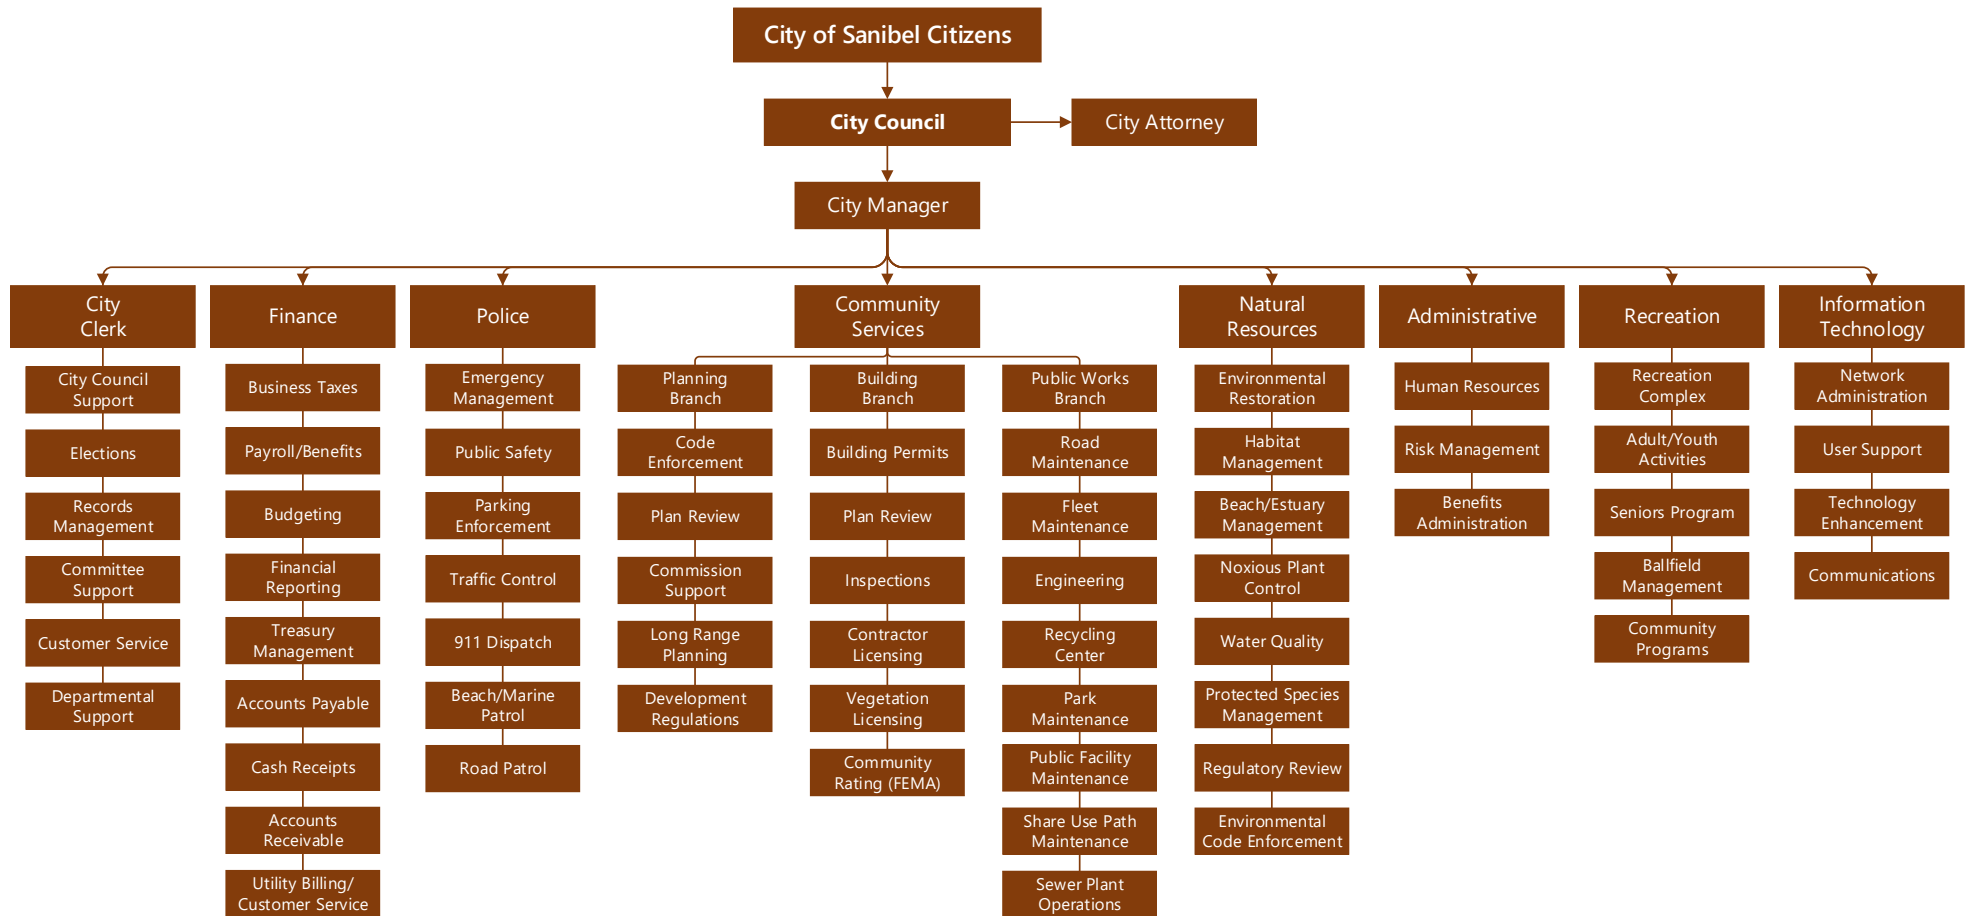 City of Sanibel Citizens
City Council
City Attorney
City Manager
City
Clerk
City Council
Support
Elections
Records
Management
Committee
Support
Customer Service
Departmental
Support
Finance
Business Taxes
Payroll/Benefits
Budgeting
Financial
Reporting
Treasury
Management
Accounts Payable
Cash Receipts
Accounts
Receivable
Utility Billing/
Customer Service
Police
Emergency
Management
Public Safety
Parking
Enforcement
Traffic Control
911 Dispatch
Beach/Marine
Patrol
Road Patrol
Community
Services
Planning
Branch
Code
Enforcement
Plan Review
Commission
Support
Long Range
Planning
Development
Regulations
Building
Branch
Building Permits
Plan Review
Inspections
Contractor
Licensing
Vegetation
Licensing
Community
Rating (FEMA)
Public Works
Branch
Road
Maintenance
Fleet
Maintenance
Engineering
Recycling
Center
Park
Maintenance
Public Facility
Maintenance
Share Use Path
Maintenance
Sewer Plant
Operations
Natural
Resources
Environmental
Restoration
Habitat
Management
Beach/Estuary
Management
Noxious Plant
Control
Water Quality
Protected Species
Management
Regulatory Review
Environmental
Code Enforcement
Administrative
Human Resources
Risk Management
Benefits
Administration
Recreation
Recreation
Complex
Adult/Youth
Activities
Seniors Program
Ballfield
Management
Community
Programs
Information
Technology
Network
Administration
User Support
Technology
Enhancement
Communications